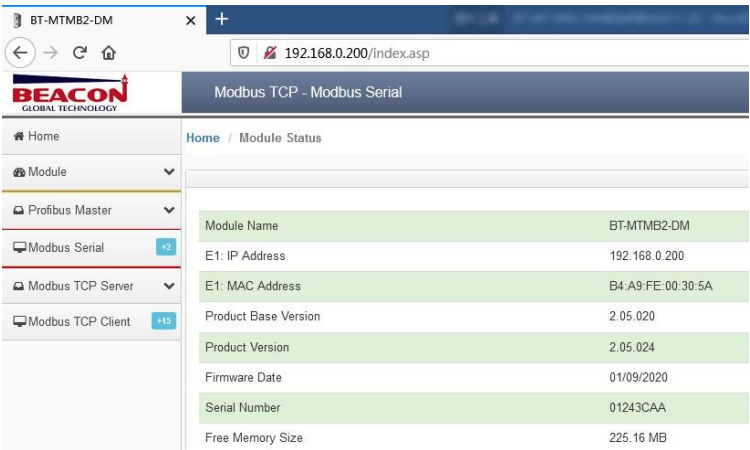 BT-MTMB2-DM
192.168.0.200/index.asp
BEACON
GLOBAL TECHNOLOGY
Modbus TCP - Modbus Serial
Home
Home / Module Status
Module
Profibus Master
Modbus Serial +2
Modbus TCP Server
Modbus TCP Client +15
Module Name BT-MTMB2-DM
E1: IP Address 192.168.0.200
E1: MAC Address B4:A9:FE:00:30:5A
Product Base Version 2.05.020
Product Version 2.05.024
Firmware Date 01/09/2020
Serial Number 01243CAA
Free Memory Size 225.16 MB